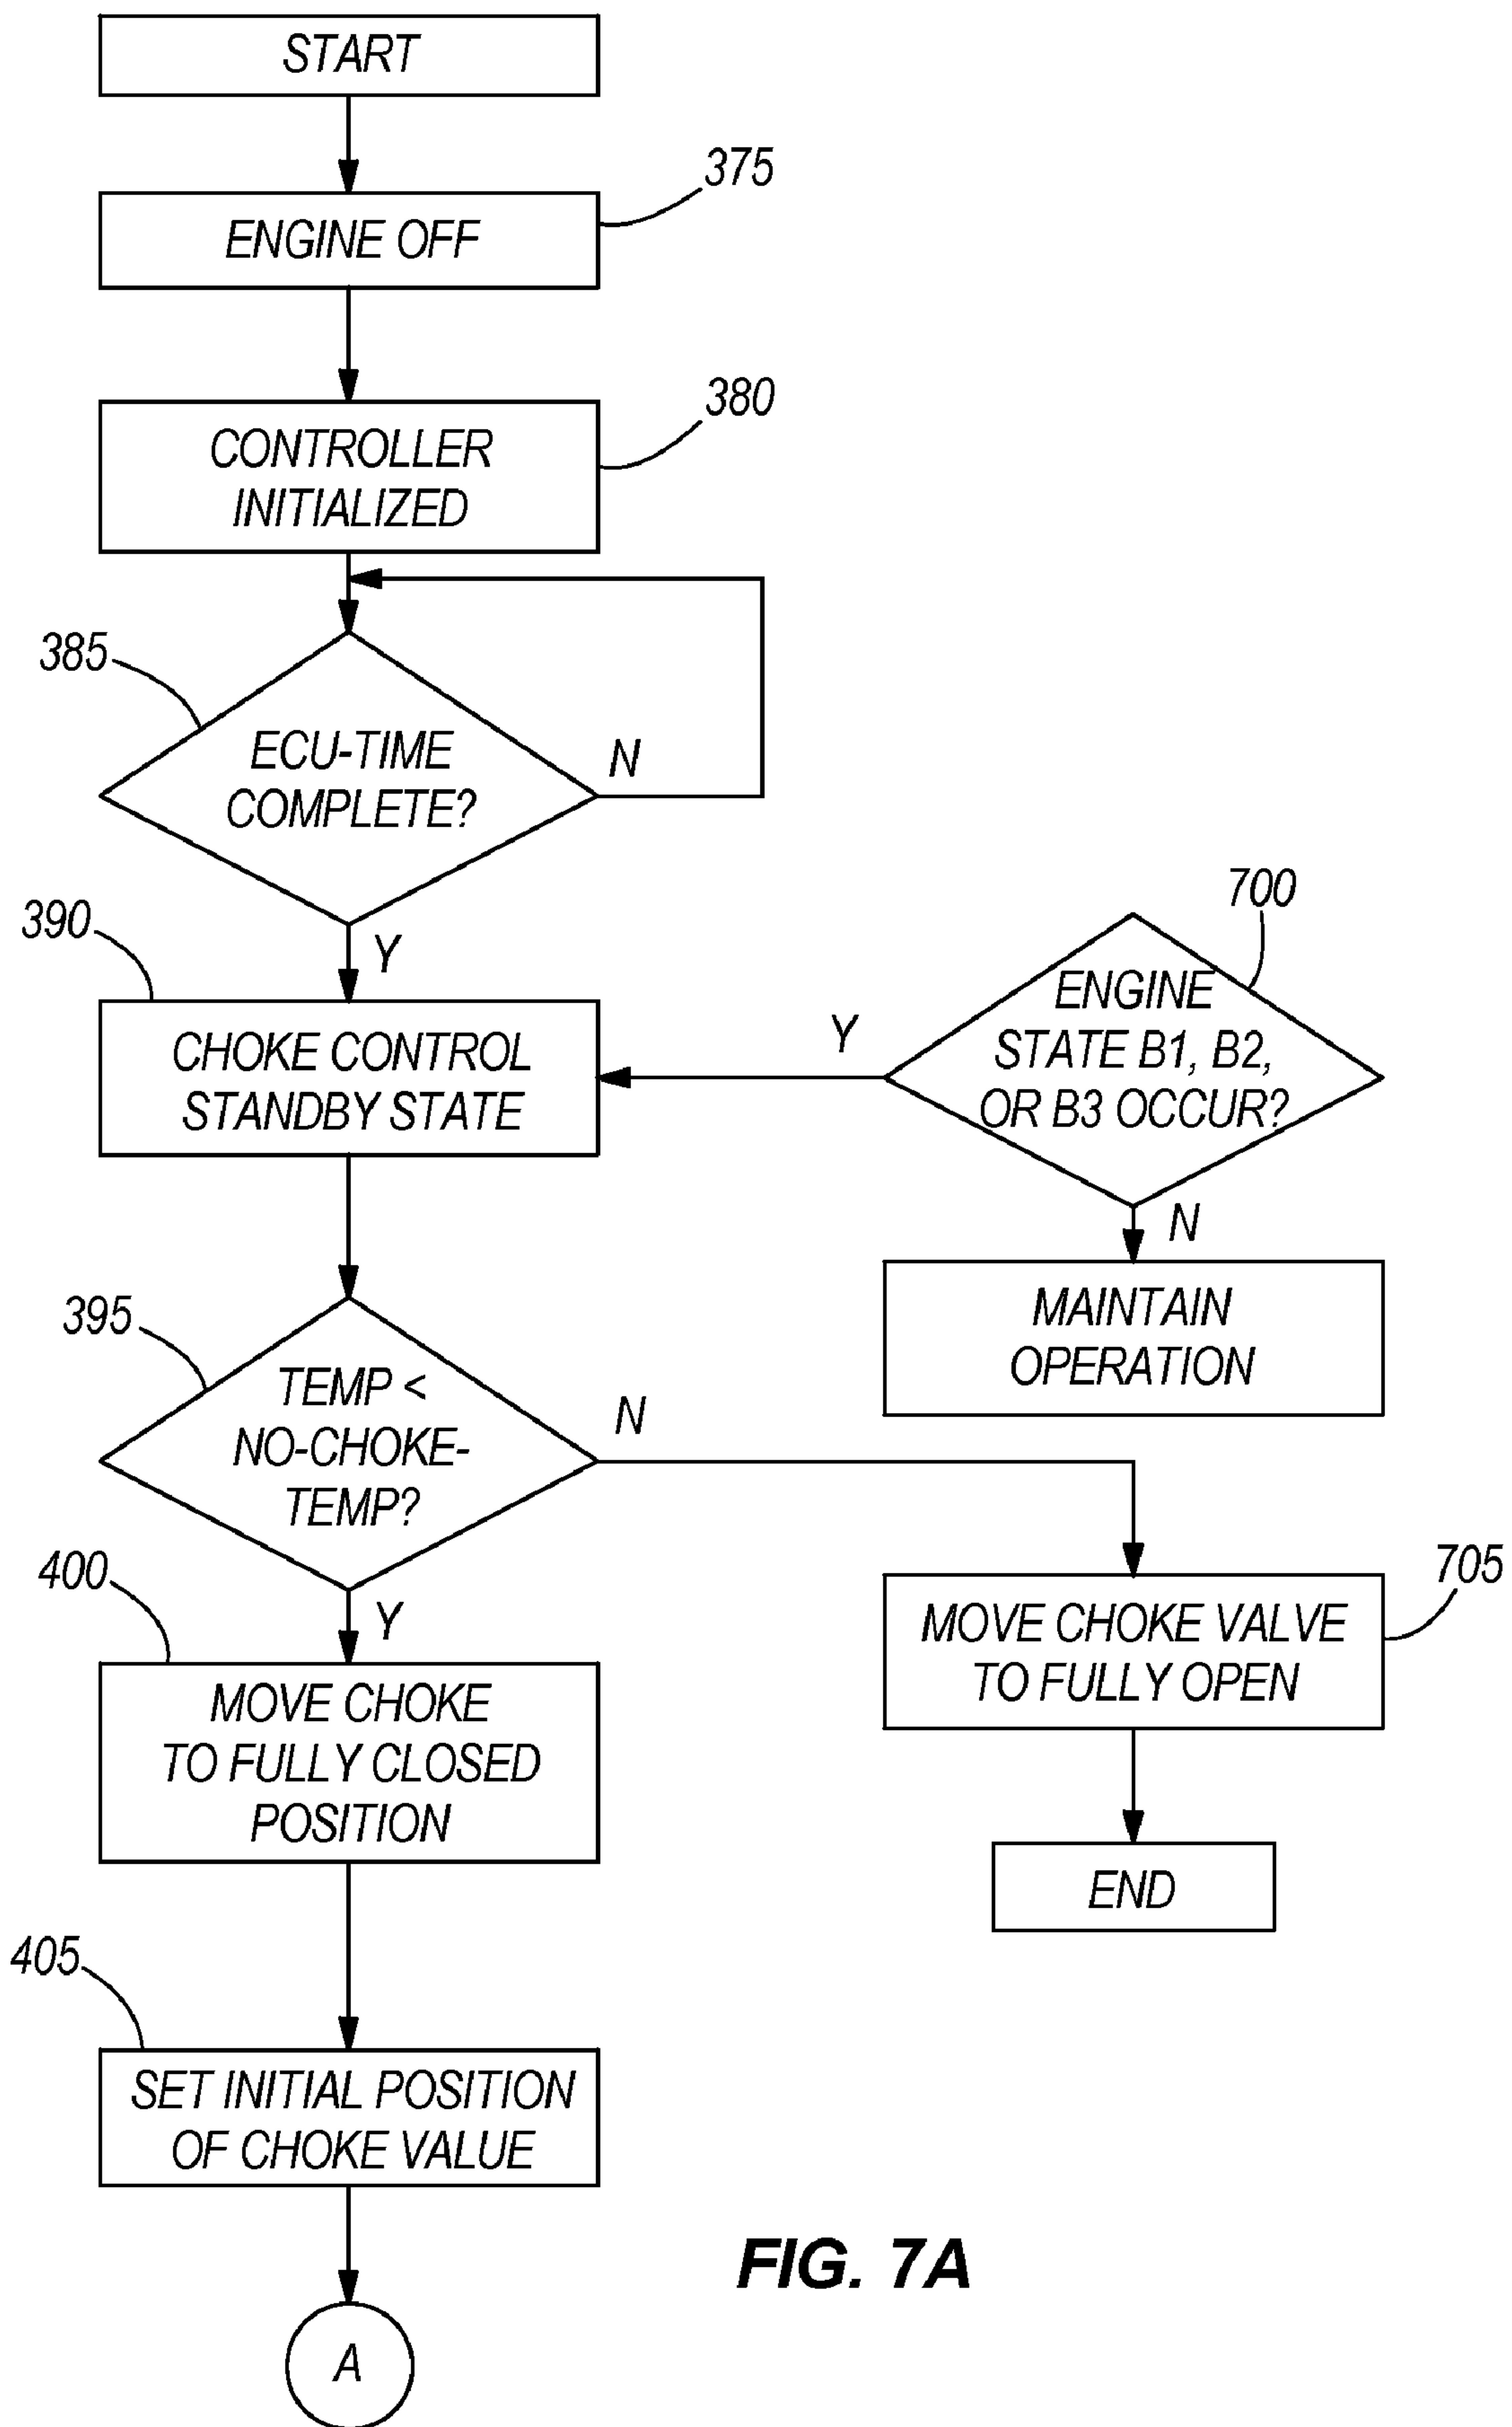 START
375
ENGINE OFF
380
CONTROLLER
INITIALIZED
385
ECU-TIME
COMPLETE?
N
Y
390
CHOKE CONTROL
STANDBY STATE
700
ENGINE
STATE B1, B2,
OR B3 OCCUR?
Y
N
MAINTAIN
OPERATION
395
TEMP <
NO-CHOKE-
TEMP?
N
Y
400
MOVE CHOKE
TO FULLY CLOSED
POSITION
705
MOVE CHOKE VALVE
TO FULLY OPEN
END
405
SET INITIAL POSITION
OF CHOKE VALUE
A
FIG. 7A